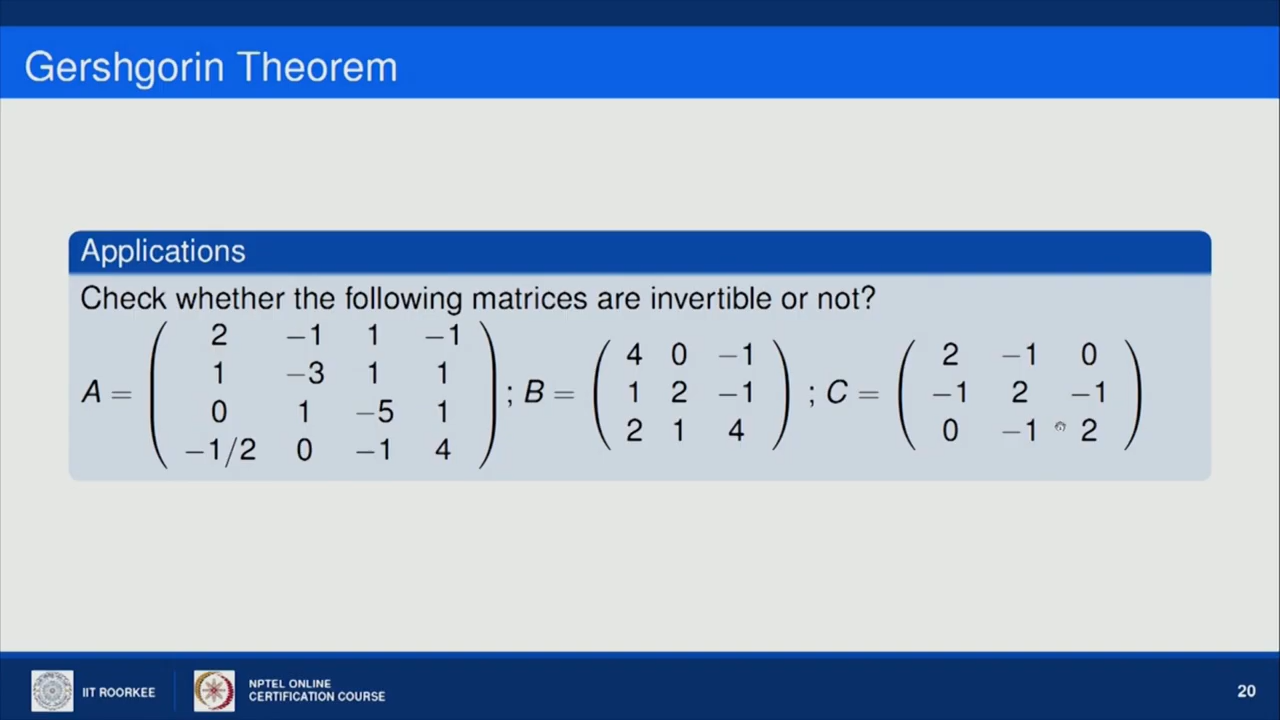 Gershgorin Theorem
Applications
Check whether the following matrices are invertible or not?
A = ( 2 −1 1 −1
1 −3 1 1
0 1 −5 1
−1/2 0 −1 4 ) ; B = ( 4 0 −1
1 2 −1
2 1 4 ) ; C = ( 2 −1 0
−1 2 −1
0 −1 2 )
IIT ROORKEE
NPTEL ONLINE
CERTIFICATION COURSE
20